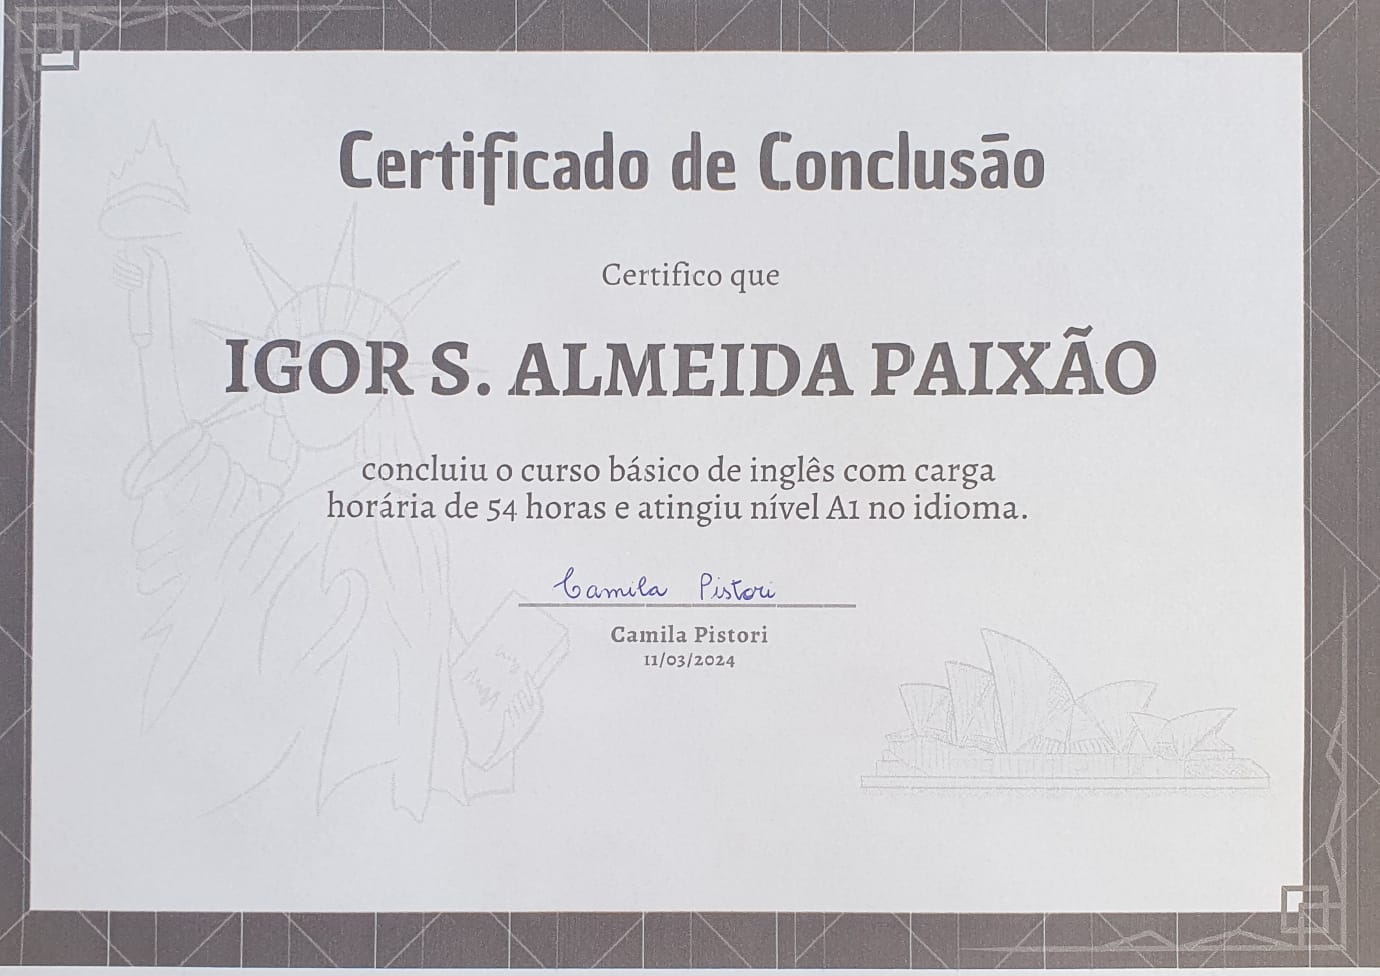 Certificado de Conclusão
Certifico que
IGOR S. ALMEIDA PAIXÃO
concluiu o curso básico de inglês com carga
horária de 54 horas e atingiu nível A1 no idioma.
Camila Pistori
Camila Pistori
11/03/2024